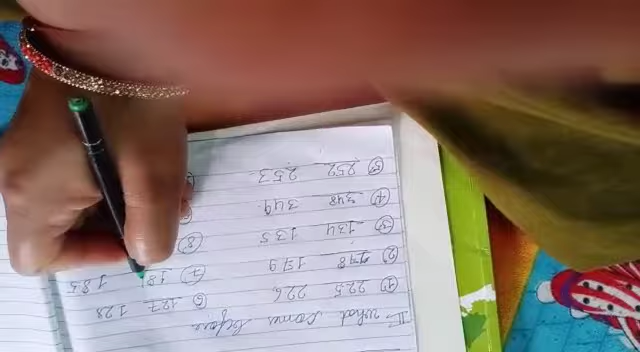 II what comes before
① 225 226 ⑥ 127 128
② 178 179 ⑦ 18 185
③ 134 135 ⑧
④ 348 349
⑤ 252 253